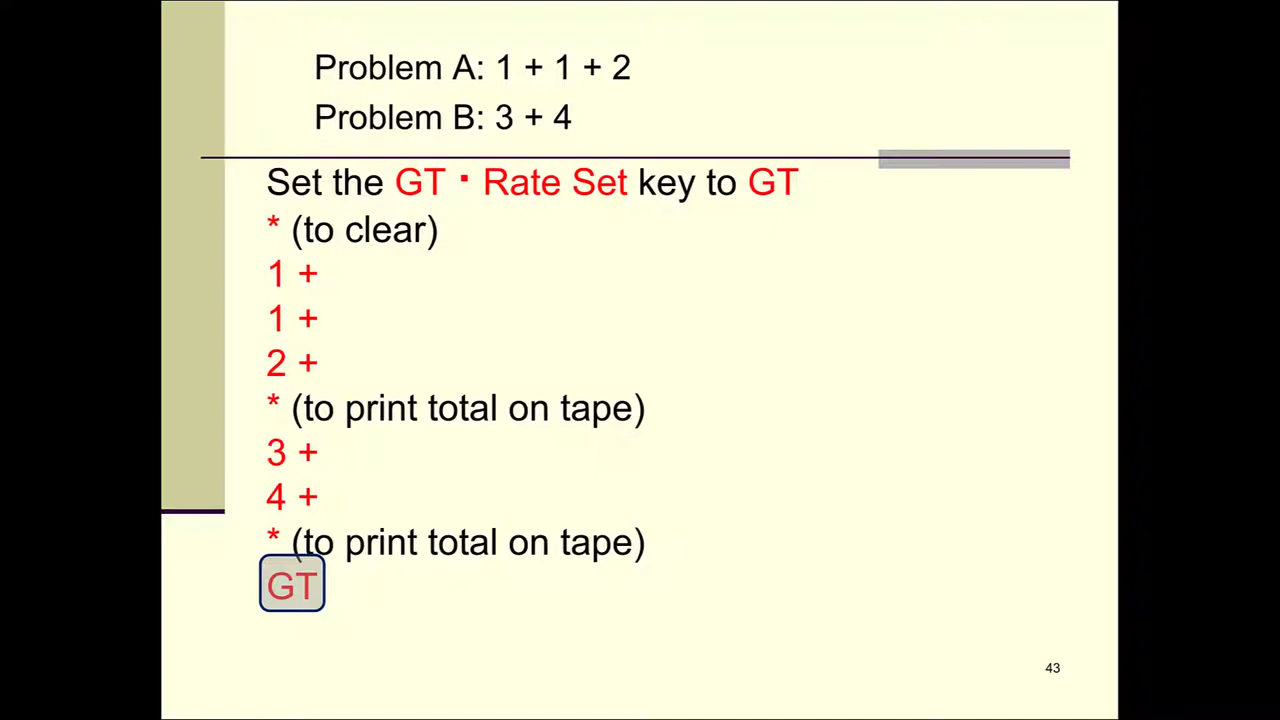 Problem A: 1 + 1 + 2
Problem B: 3 + 4
Set the GT · Rate Set key to GT
* (to clear)
1 +
1 +
2 +
* (to print total on tape)
3 +
4 +
* (to print total on tape)
GT
43